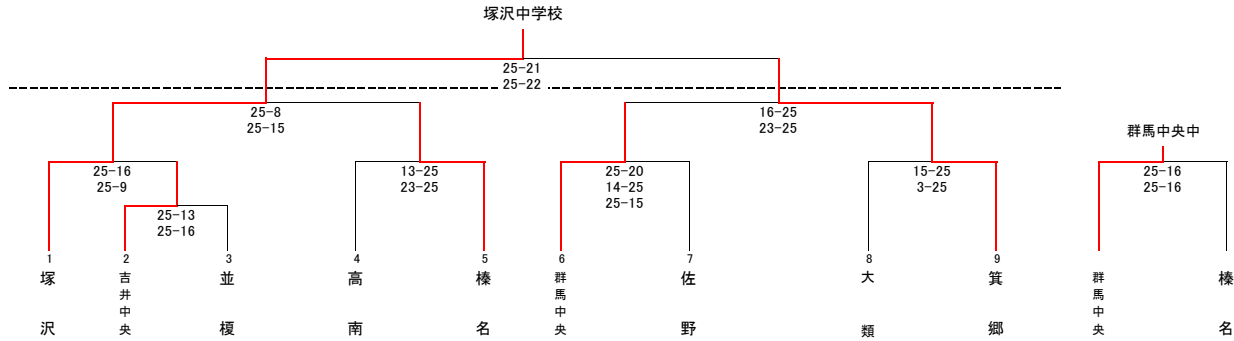 塚沢中学校
25-21
25-22
25-8
25-15
16-25
23-25
群馬中央中
25-16
25-9
13-25
23-25
25-20
14-25
25-15
15-25
3-25
25-16
25-16
25-13
25-16
1
2
3
4
5
6
7
8
9
塚沢
吉井中央
並榎
高南
榛名
群馬中央
佐野
大類
箕郷
群馬中央
榛名